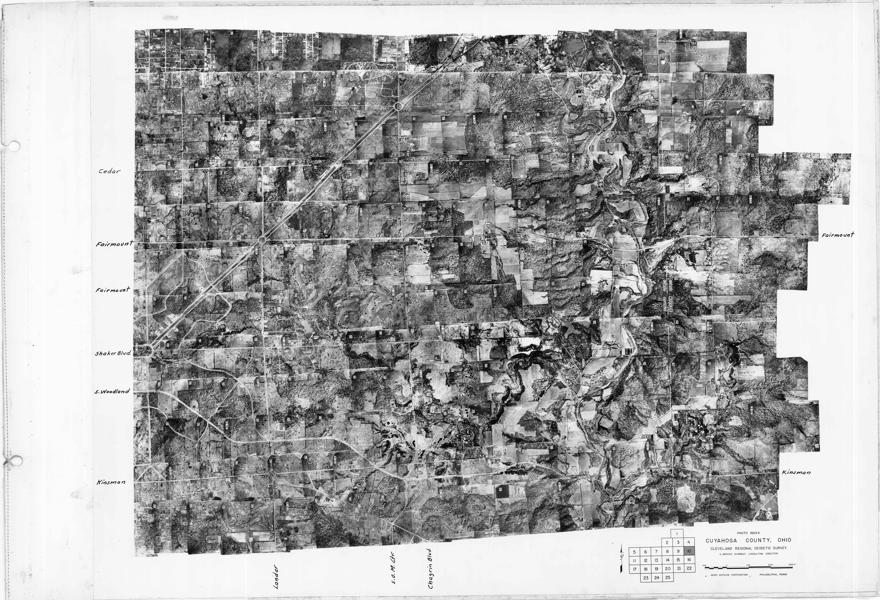 Cedar
Fairmount
Fairmount
Fairmount
Shaker Blvd.
S. Woodland
Kinsman
Kinsman
Lander
S.O.M. Ctr
Chagrin Blvd.
PHOTO INDEX
CUYAHOGA COUNTY, OHIO
CLEVELAND REGIONAL GEODETIC SURVEY
1
2 3 4
5 6 7 8 9 10
11 12 13 14 15 16
17 18 19 20 21 22
23 24 25
PHILADELPHIA, PENNA.